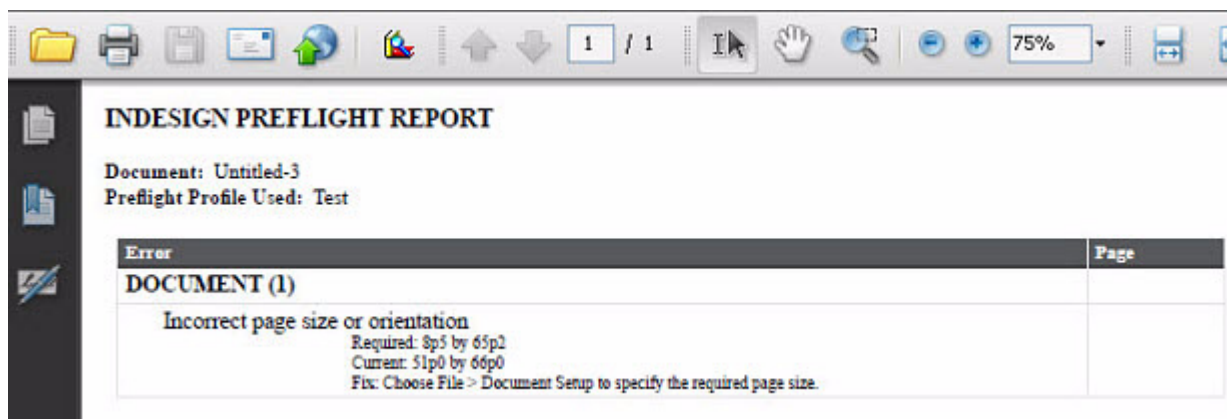 1 / 1
75%
INDESIGN PREFLIGHT REPORT
Document: Untitled-3
Preflight Profile Used: Test
Error Page
DOCUMENT (1)
Incorrect page size or orientation
Required: 8p5 by 65p2
Current: 51p0 by 66p0
Fix: Choose File > Document Setup to specify the required page size.